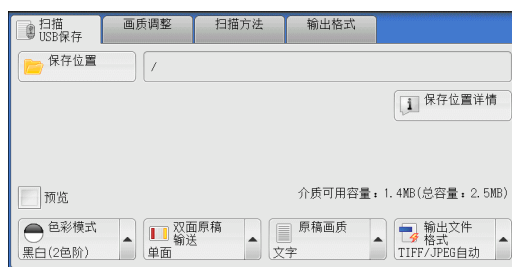 扫描
USB保存
画质调整
扫描方法
输出格式
保存位置
/
保存位置详情
预览
介质可用容量：1.4MB(总容量：2.5MB)
色彩模式
黑白(2色阶)
双面原稿
输送
单面
原稿画质
文字
输出文件
格式
TIFF/JPEG自动